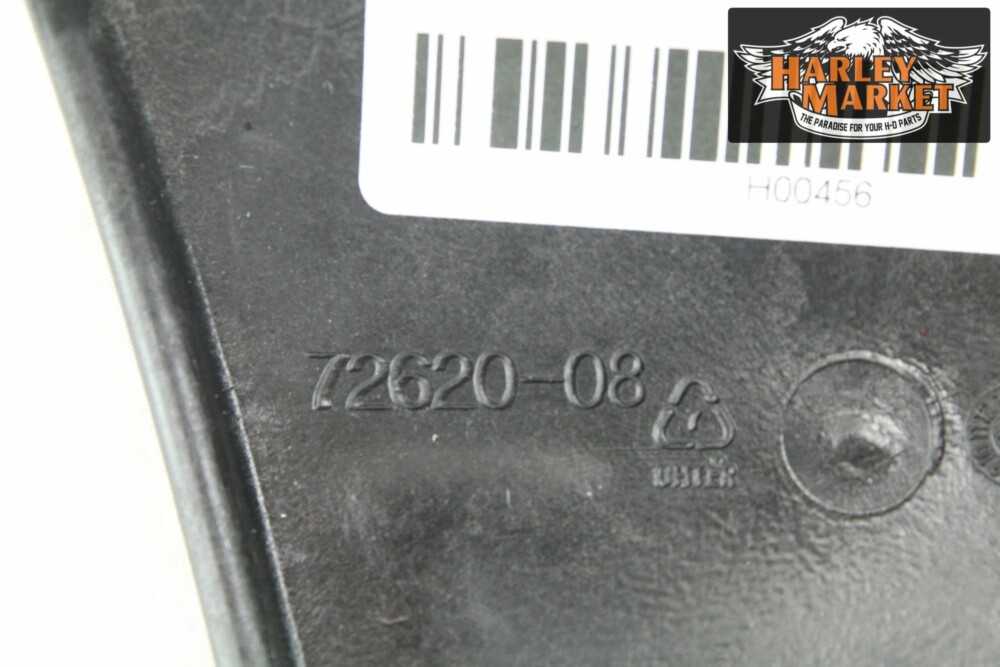 HARLEY
MARKET
THE PARADISE FOR YOUR H-D PARTS
H00456
72620-08